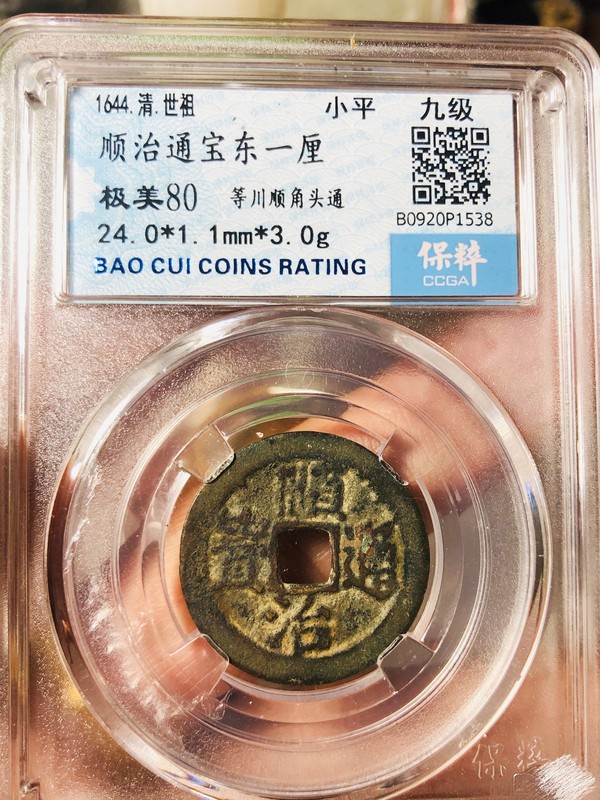 1644.清.世祖 小平 九级
顺治通宝东一厘
极美80 等川顺角头通
B0920P1538
24.0*1.1mm*3.0g
保粹
CCGA
BAO CUI COINS RATING
順
寳 通
治
保粹